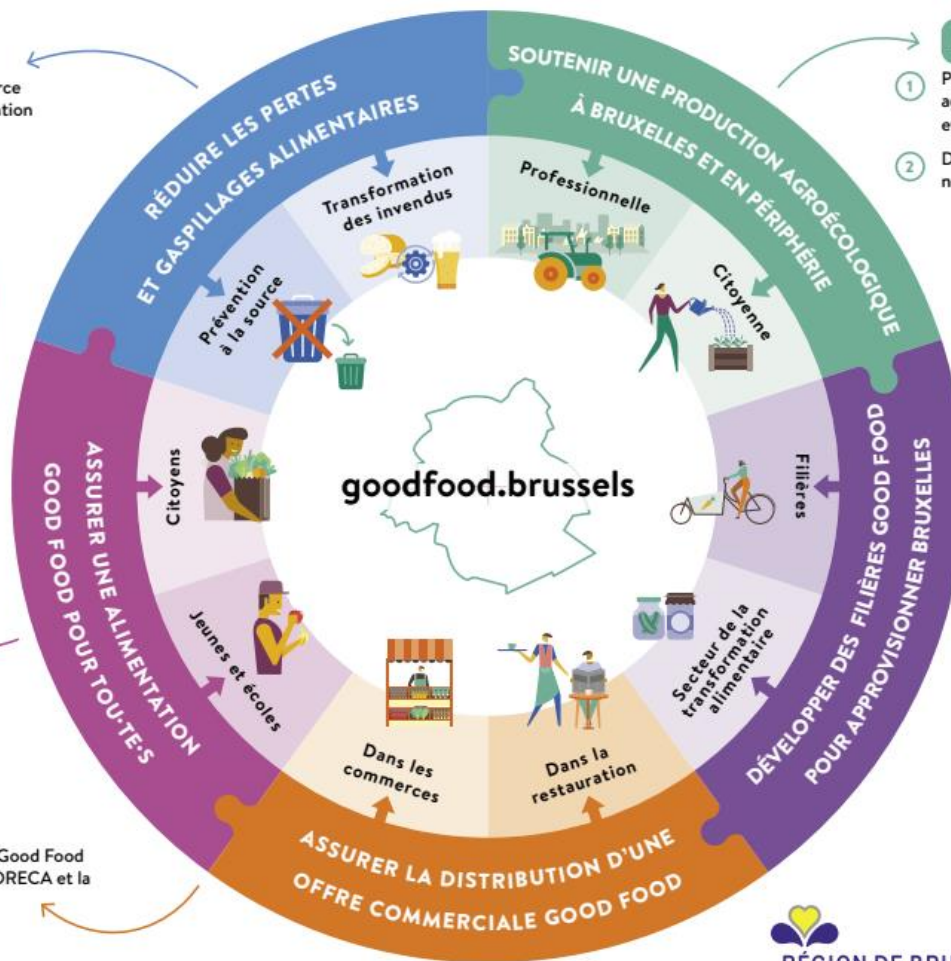 RÉDUIRE LES PERTES
ET GASPILLAGES ALIMENTAIRES
Transformation
des invendus
Prévention
à la source
SOUTENIR UNE PRODUCTION AGROÉCOLOGIQUE
À BRUXELLES ET EN PÉRIPHÉRIE
Professionnelle
Citoyenne
1
2
DÉVELOPPER DES FILIÈRES GOOD FOOD
POUR APPROVISIONNER BRUXELLES
Filières
Secteur de la
transformation
alimentaire
ASSURER LA DISTRIBUTION D'UNE
OFFRE COMMERCIALE GOOD FOOD
Dans la
restauration
Dans les
commerces
ASSURER UNE ALIMENTATION
GOOD FOOD POUR TOU·TE·S
Jeunes et écoles
Citoyens
goodfood.brussels
Good Food
et la
RÉGION DE